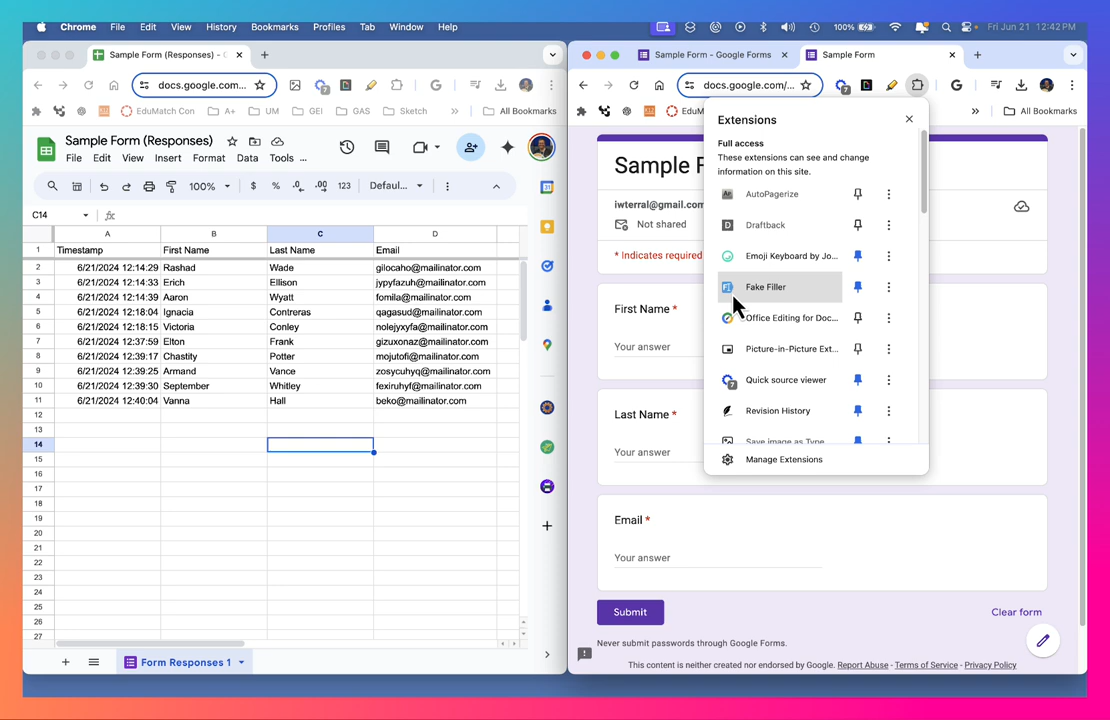 Chrome File Edit View History Bookmarks Profiles Tab Window Help 100% Fri Jun 21 12:42 PM
Sample Form (Responses) -
docs.google.com...
EduMatch Con A+ UM GEI GAS Sketch » All Bookmarks
Sample Form (Responses)
File Edit View Insert Format Data Tools ...
100% $ % .0 .00 123 Defaul...
C14 fx
A B C D
1 Timestamp First Name Last Name Email
2 6/21/2024 12:14:29 Rashad Wade gilocaho@mailinator.com
3 6/21/2024 12:14:33 Erich Ellison jypyfazuh@mailinator.com
4 6/21/2024 12:14:39 Aaron Wyatt fomila@mailinator.com
5 6/21/2024 12:18:04 Ignacia Contreras qagasud@mailinator.com
6 6/21/2024 12:18:15 Victoria Conley nolejyxyfa@mailinator.com
7 6/21/2024 12:37:59 Elton Frank gizuxonaz@mailinator.com
8 6/21/2024 12:39:17 Chastity Potter mojutofi@mailinator.com
9 6/21/2024 12:39:25 Armand Vance zosycuhyq@mailinator.com
10 6/21/2024 12:39:30 September Whitley fexiruhyf@mailinator.com
11 6/21/2024 12:40:04 Vanna Hall beko@mailinator.com
12
13
14
15
16
17
18
19
20
21
22
23
24
25
26
27
Form Responses 1
Sample Form - Google Forms
Sample Form
docs.google.com/...
7
EduM
» All Bookmarks
Extensions
Full access
These extensions can see and change
information on this site.
AutoPagerize
Draftback
Emoji Keyboard by Jo...
Fake Filler
Office Editing for Doc...
Picture-in-Picture Ext...
Quick source viewer
Revision History
Save image as Type
Manage Extensions
Sample F
iwterral@gmail.com
Not shared
* Indicates required
First Name *
Your answer
Last Name *
Your answer
Email *
Your answer
Submit
Clear form
Never submit passwords through Google Forms.
This content is neither created nor endorsed by Google. Report Abuse - Terms of Service - Privacy Policy